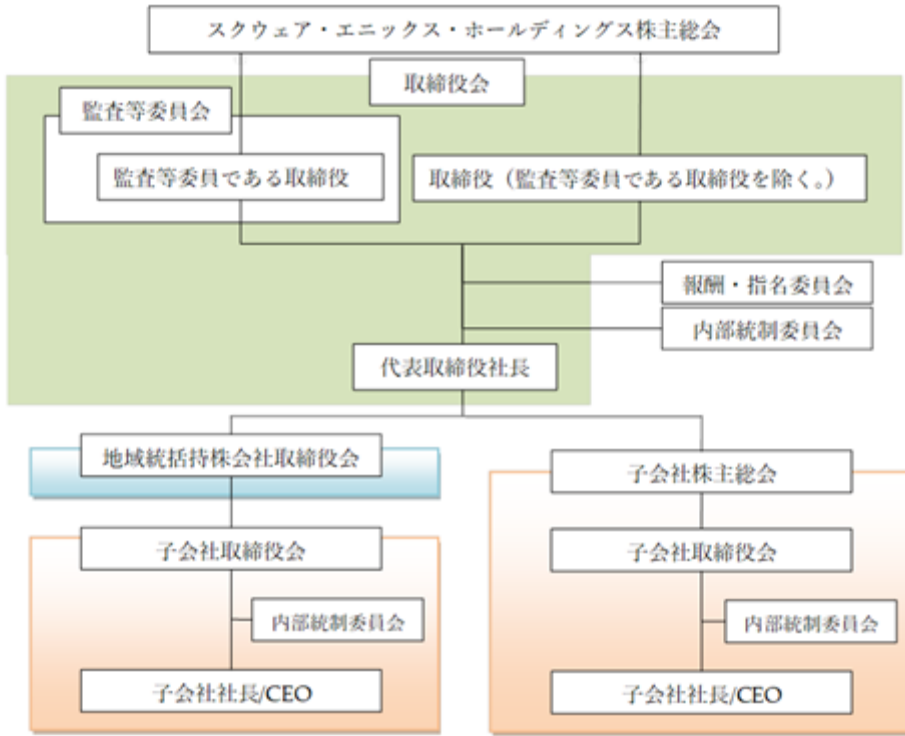 スクウェア・エニックス・ホールディングス株主総会
取締役会
監査等委員会
監査等委員である取締役
取締役（監査等委員である取締役を除く。）
報酬・指名委員会
内部統制委員会
代表取締役社長
地域統括持株会社取締役会
子会社株主総会
子会社取締役会
子会社取締役会
内部統制委員会
内部統制委員会
子会社社長/CEO
子会社社長/CEO